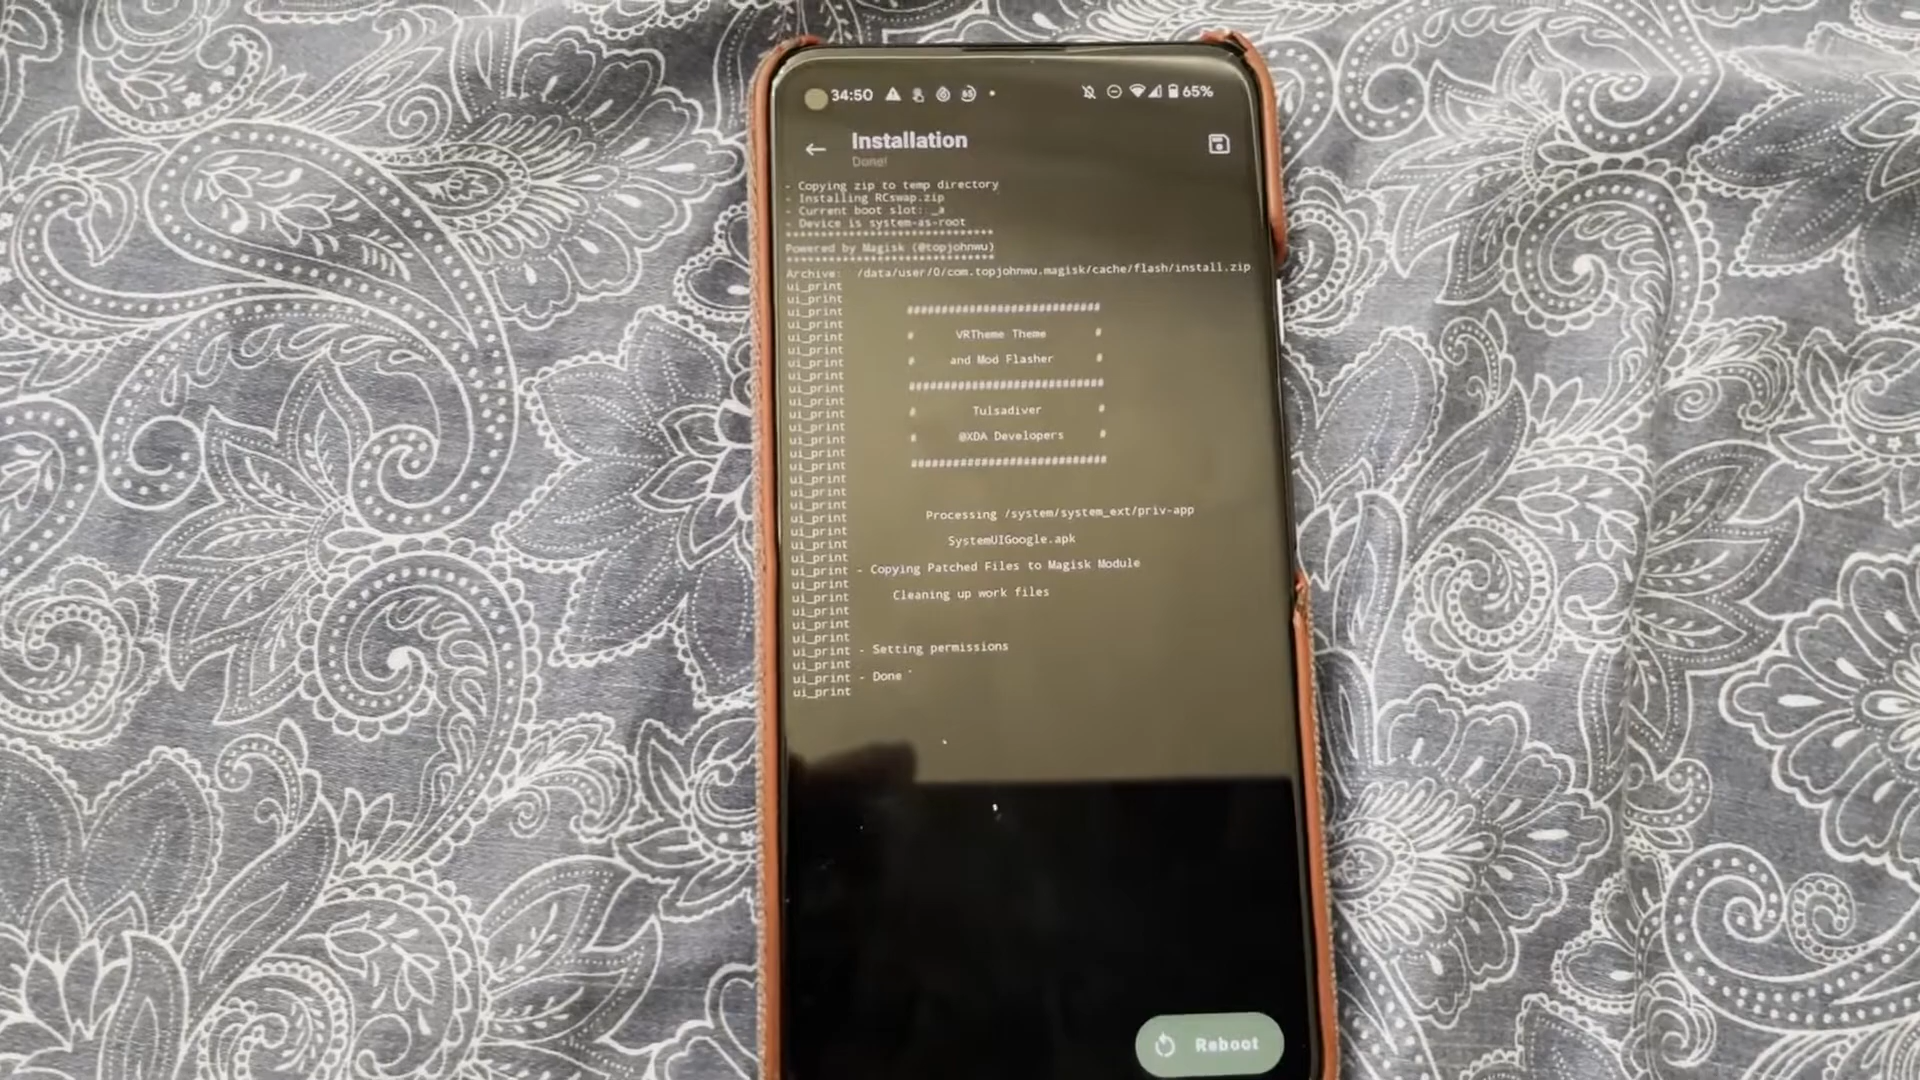 34:50 65%
Installation
Done!
- Copying zip to temp directory
- Installing RCswap.zip
- Current boot slot: _a
- Device is system-as-root
******************************
Powered by Magisk (@topjohnwu)
******************************
Archive: /data/user/0/com.topjohnwu.magisk/cache/flash/install.zip
ui_print
ui_print
ui_print ############################
ui_print
ui_print # VRTheme Theme #
ui_print
ui_print # and Mod Flasher #
ui_print
ui_print ############################
ui_print
ui_print # Tulsadiver #
ui_print
ui_print # @XDA Developers #
ui_print
ui_print ############################
ui_print
ui_print
ui_print
ui_print Processing /system/system_ext/priv-app
ui_print
ui_print SystemUIGoogle.apk
ui_print
ui_print - Copying Patched Files to Magisk Module
ui_print
ui_print Cleaning up work files
ui_print
ui_print
ui_print
ui_print - Setting permissions
ui_print
ui_print - Done
ui_print
Reboot